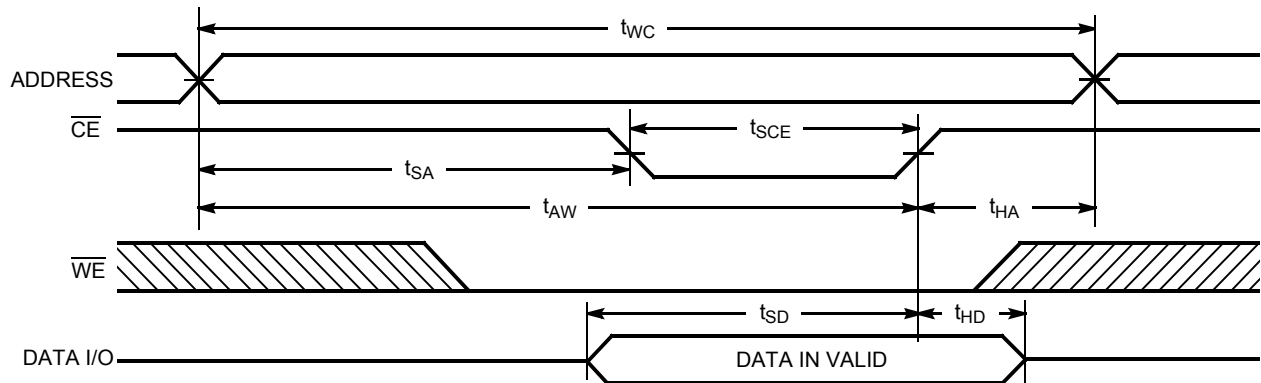 tWC
ADDRESS
CE
tSCE
tSA
tAW
tHA
WE
tSD
tHD
DATA I/O
DATA IN VALID